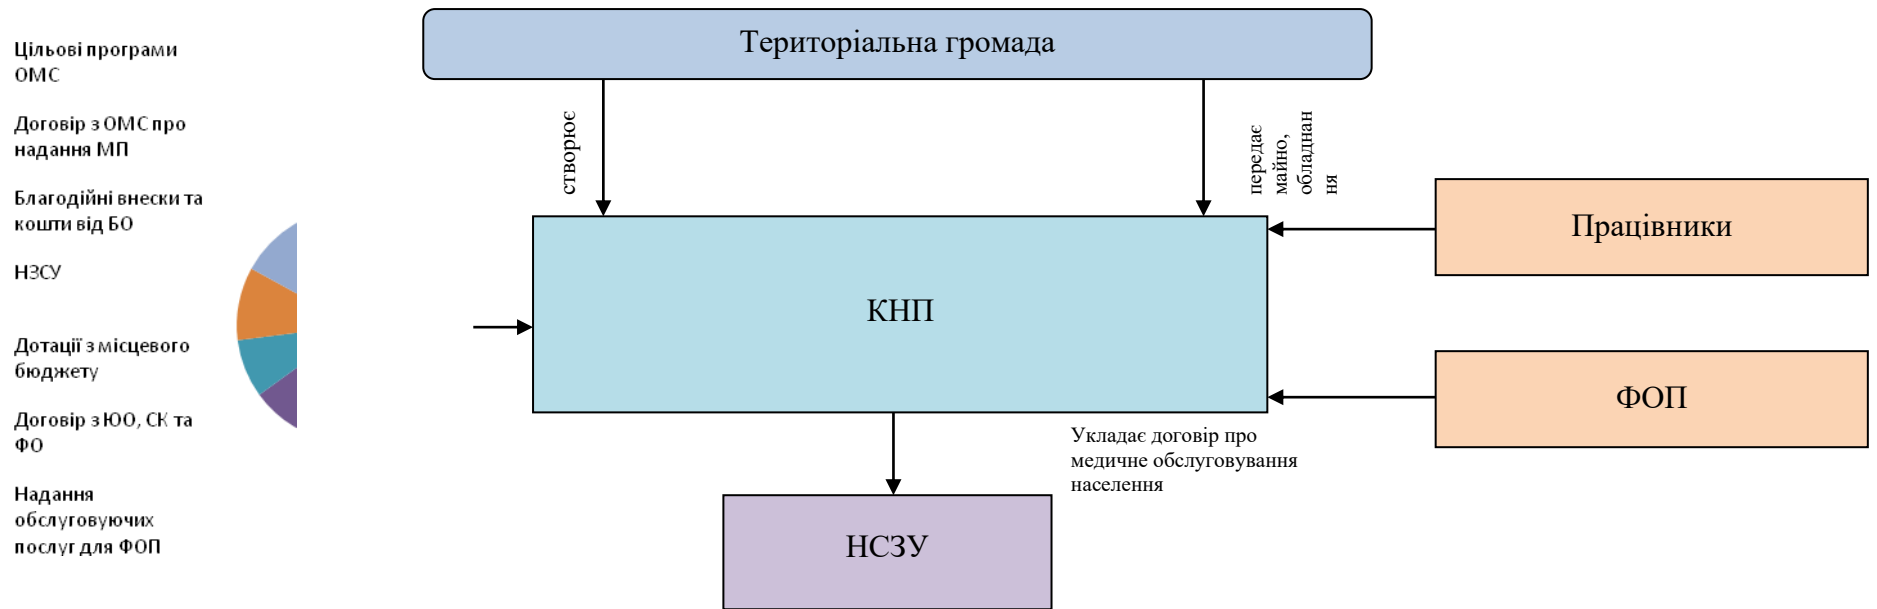 Цільові програми
ОМС
Договір з ОМС про
надання МП
Благодійні внески та
кошти від БО
НЗСУ
Дотації з місцевого
бюджету
Договір з ЮО, СК та
ФО
Надання
обслуговуючих
послуг для ФОП
Територіальна громада
створює
передає
майно,
обладнан
ня
КНП
Працівники
ФОП
Укладає договір про
медичне обслуговування
населення
НСЗУ